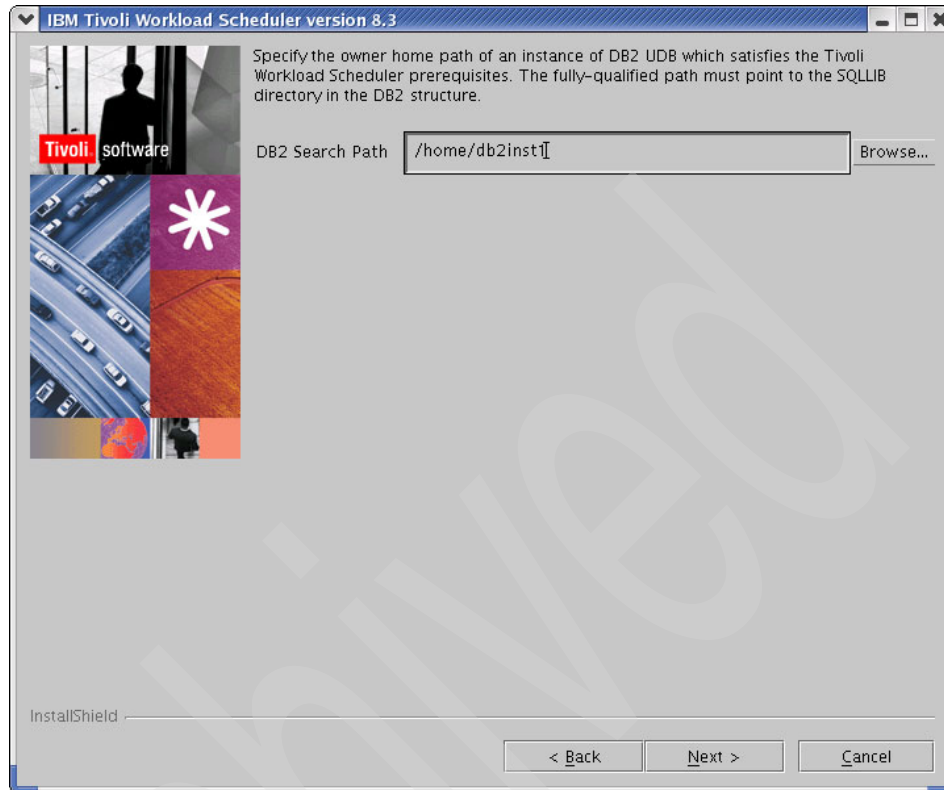 IBM Tivoli Workload Scheduler version 8.3
Specify the owner home path of an instance of DB2 UDB which satisfies the Tivoli
Workload Scheduler prerequisites. The fully-qualified path must point to the SQLLIB
directory in the DB2 structure.
Tivoli. software
DB2 Search Path /home/db2inst1 Browse...
InstallShield
< Back Next > Cancel